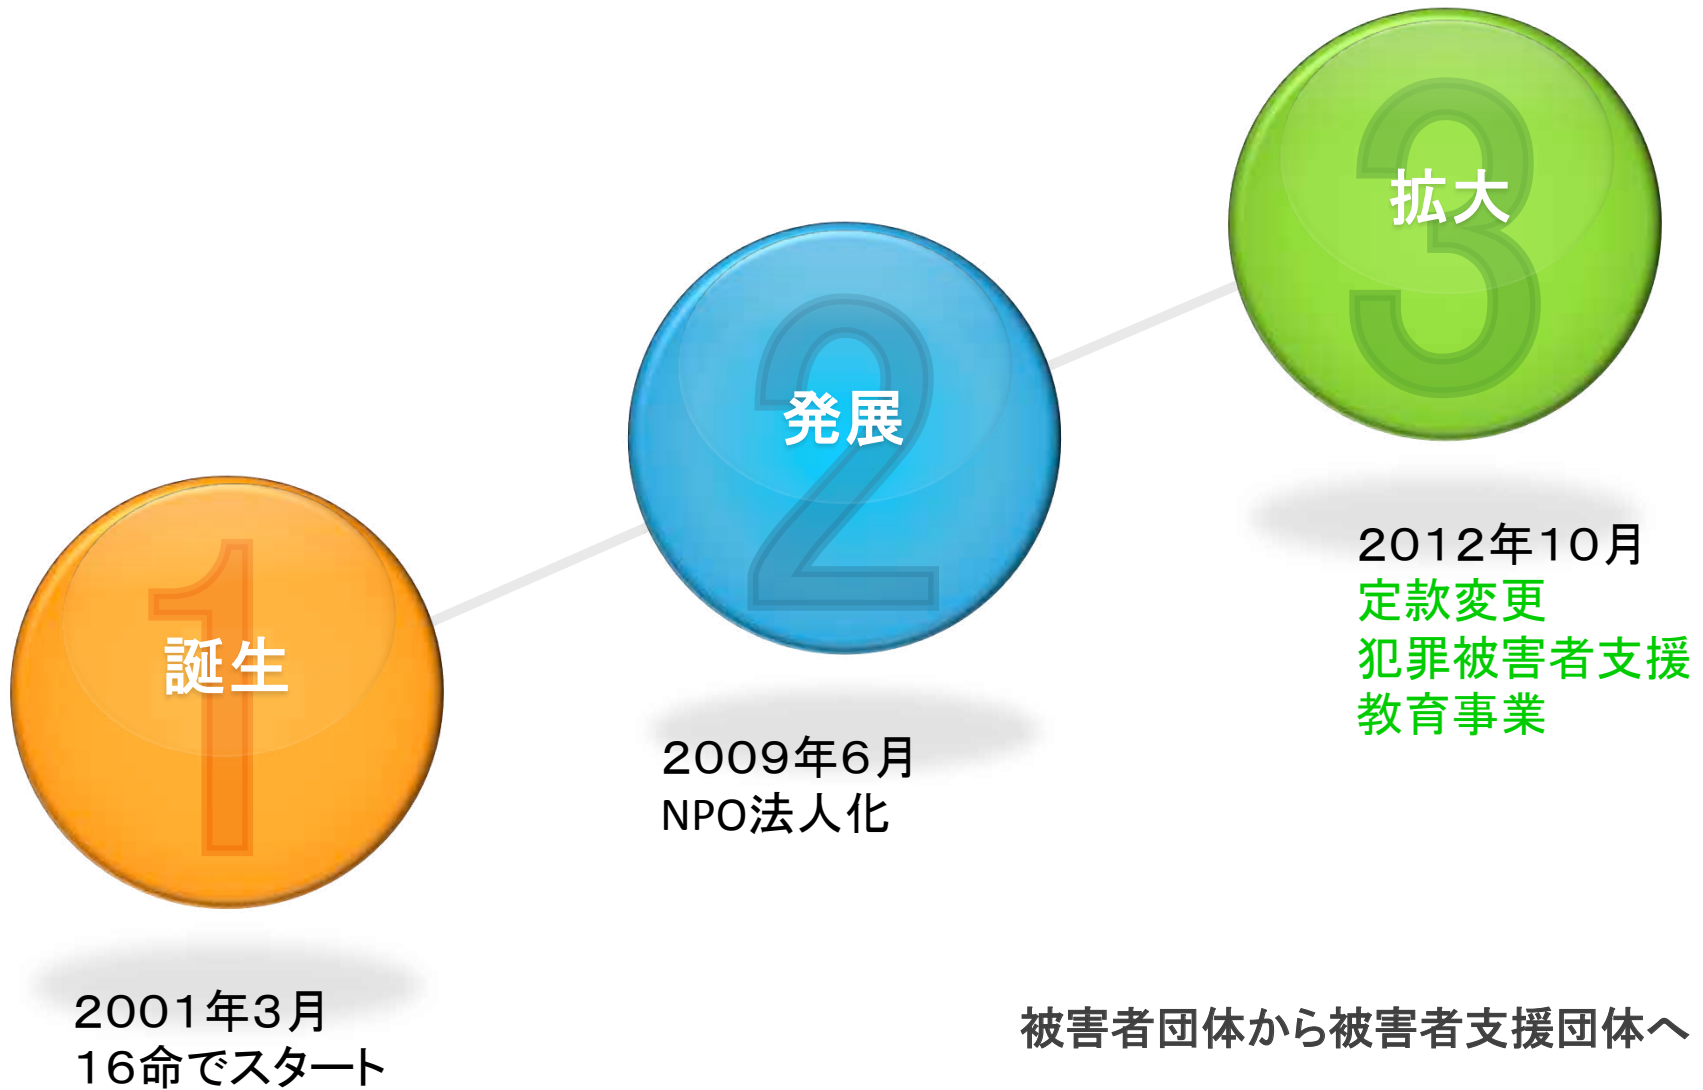 1
誕生
2001年3月
16命でスタート
2
発展
2009年6月
NPO法人化
3
拡大
2012年10月
定款変更
犯罪被害者支援
教育事業
被害者団体から被害者支援団体へ